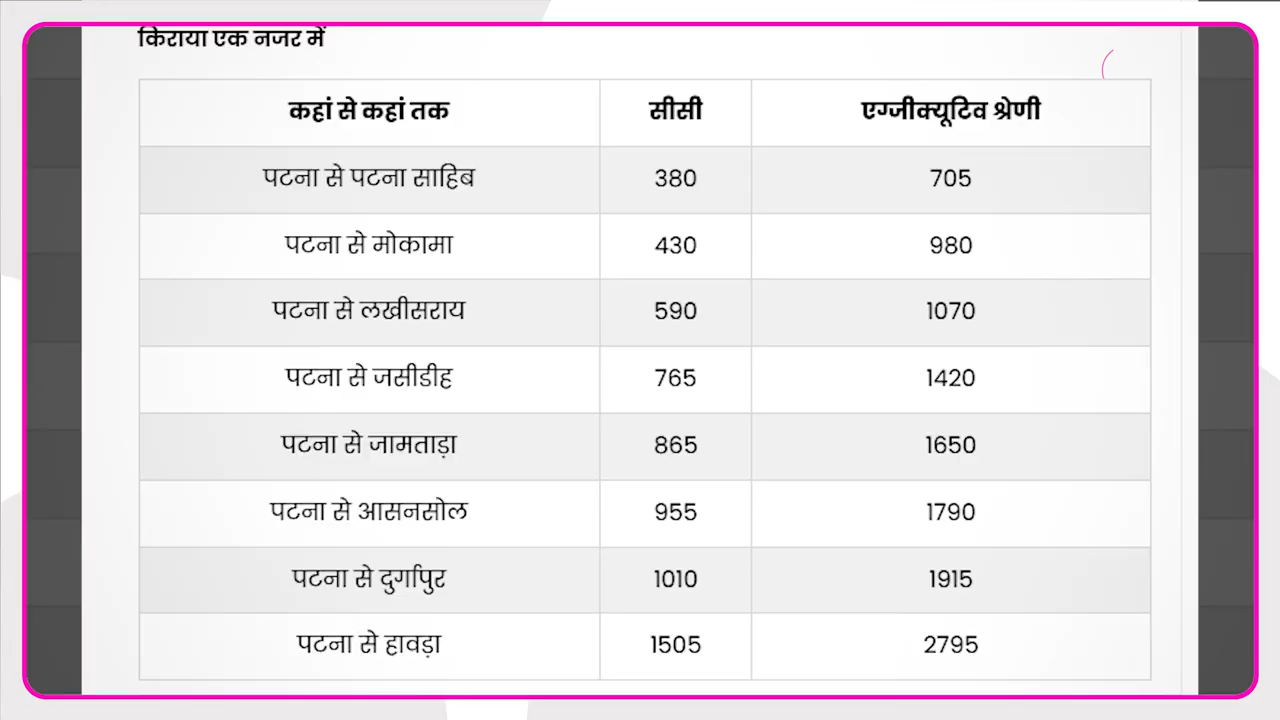 किराया एक नजर में
कहां से कहां तक सीसी एग्जीक्यूटिव श्रेणी
पटना से पटना साहिब 380 705
पटना से मोकामा 430 980
पटना से लखीसराय 590 1070
पटना से जसीडीह 765 1420
पटना से जामताड़ा 865 1650
पटना से आसनसोल 955 1790
पटना से दुर्गापुर 1010 1915
पटना से हावड़ा 1505 2795